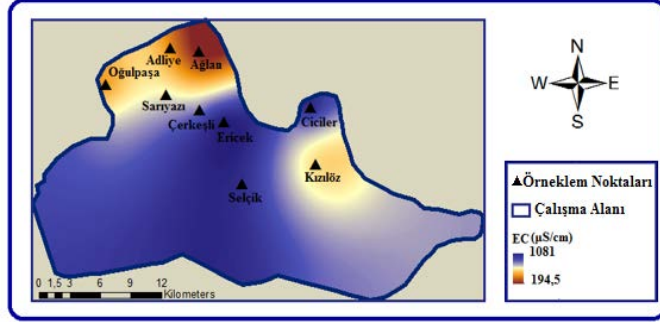 Adliye
Ağlan
Oğulpaşa
Sarıyazı
Çerkeşli
Ericek
Ciciler
Kızılöz
Selçik
0 1,5 3 6 9 12
Kilometers
N
W E
S
Örneklem Noktaları
Çalışma Alanı
EC (µS/cm)
1081
194,5